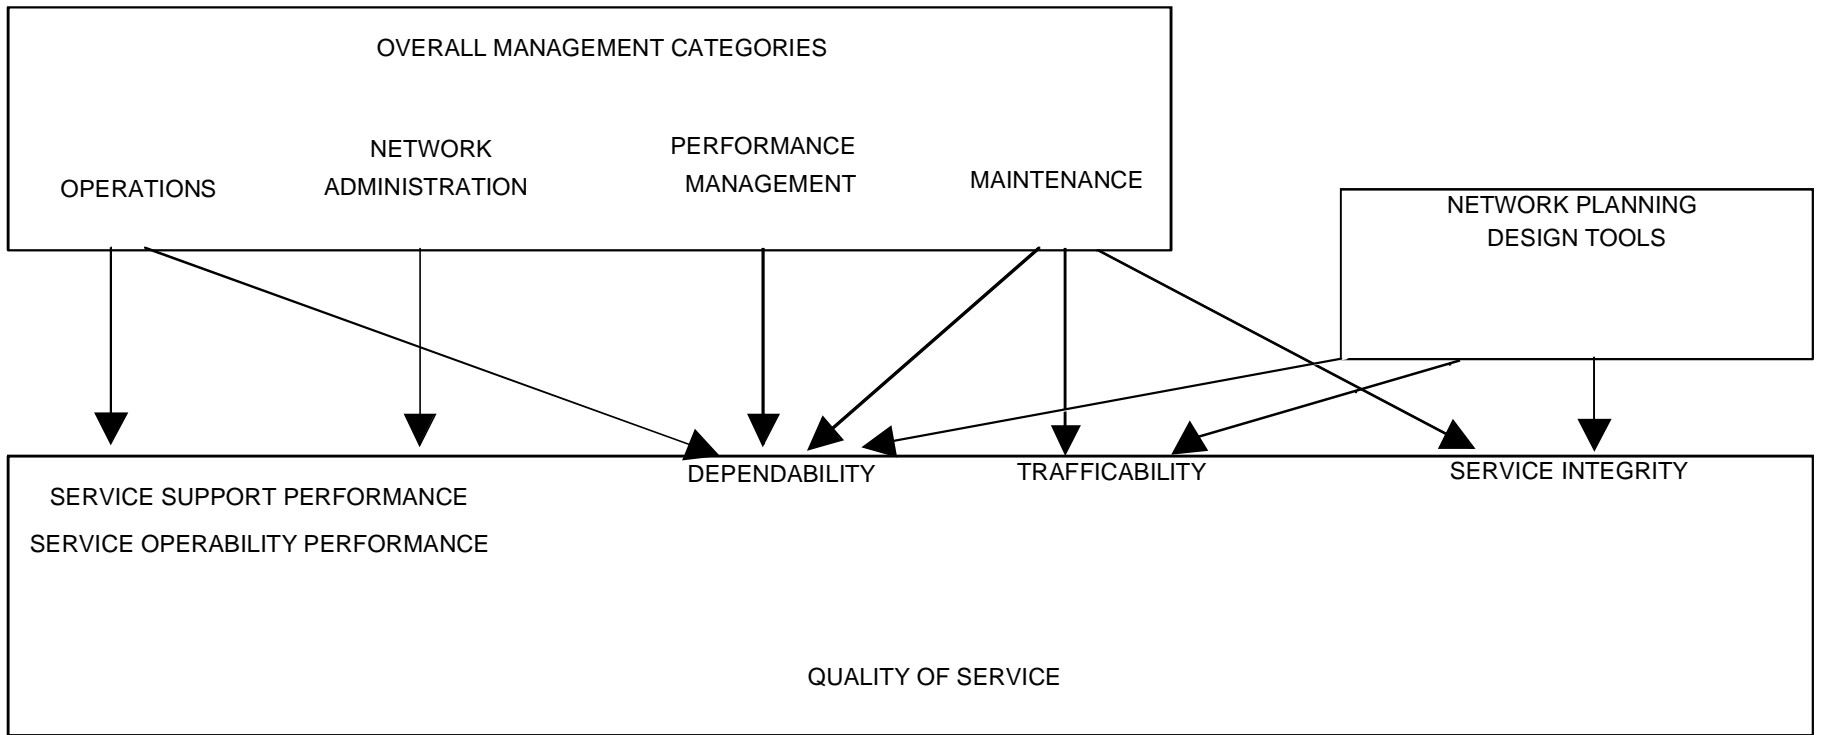 OVERALL MANAGEMENT CATEGORIES
OPERATIONS
NETWORK
ADMINISTRATION
PERFORMANCE
MANAGEMENT
MAINTENANCE
NETWORK PLANNING
DESIGN TOOLS
SERVICE SUPPORT PERFORMANCE
SERVICE OPERABILITY PERFORMANCE
DEPENDABILITY
TRAFFICABILITY
SERVICE INTEGRITY
QUALITY OF SERVICE